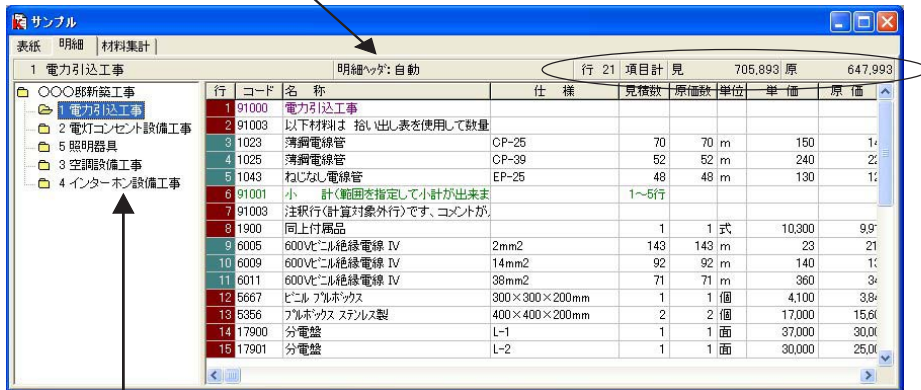 サンプル
表紙 明細 材料集計
1 電力引込工事 明細ヘッダ: 自動 行 21 項目計 見 705,893 原 647,993
〇〇〇邸新築工事
1 電力引込工事
2 電灯コンセント設備工事
5 照明器具
3 空調設備工事
4 インターホン設備工事
行 コード 名 称 仕 様 見積数 原価数 単位 単 価 原 価
1 91000 電力引込工事
2 91003 以下材料は 拾い出し表を使用して数量
3 1023 薄鋼電線管 CP-25 70 70 m 150
4 1025 薄鋼電線管 CP-39 52 52 m 240
5 1043 ねじなし電線管 EP-25 48 48 m 130
6 91001 小 計(範囲を指定して小計が出来ま 1~5行
7 91003 注釈行(計算対象外行)です、コメントが
8 1900 同上付属品 1 1 式 10,300
9 6005 600Vビニル絶縁電線 IV 2mm2 143 143 m 23
10 6009 600Vビニル絶縁電線 IV 14mm2 92 92 m 140
11 6011 600Vビニル絶縁電線 IV 38mm2 71 71 m 360
12 5667 ビニル プルボックス 300×300×200mm 1 1 個 4,100
13 5356 プルボックス ステンレス製 400×400×200mm 2 2 個 17,000
14 17900 分電盤 L-1 1 1 面 37,000
15 17901 分電盤 L-2 1 1 面 30,000